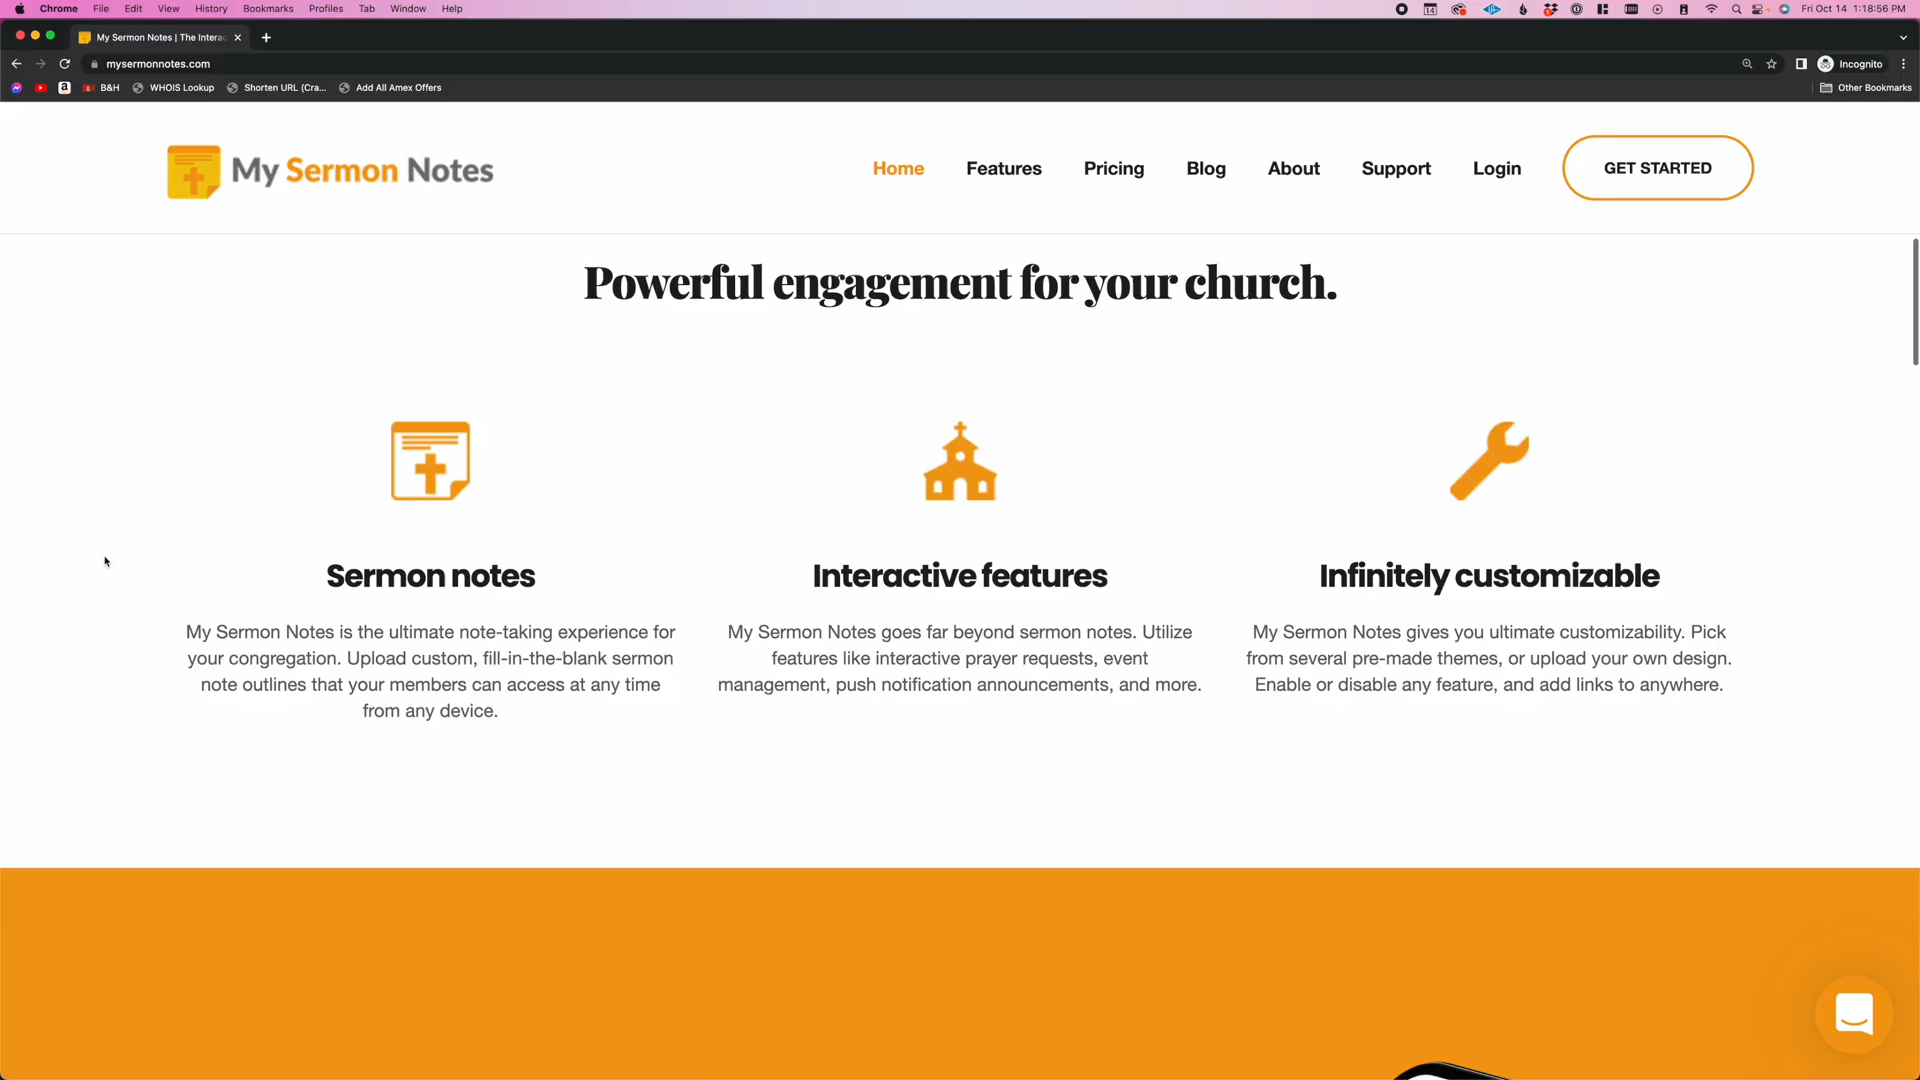 Chrome File Edit View History Bookmarks Profiles Tab Window Help 14 Fri Oct 14 1:18:56 PM
My Sermon Notes | The Interac
mysermonnotes.com Incognito
B&H WHOIS Lookup Shorten URL (Cra... Add All Amex Offers Other Bookmarks
My Sermon Notes Home Features Pricing Blog About Support Login GET STARTED
Powerful engagement for your church.
Sermon notes
My Sermon Notes is the ultimate note-taking experience for
your congregation. Upload custom, fill-in-the-blank sermon
note outlines that your members can access at any time
from any device.
Interactive features
My Sermon Notes goes far beyond sermon notes. Utilize
features like interactive prayer requests, event
management, push notification announcements, and more.
Infinitely customizable
My Sermon Notes gives you ultimate customizability. Pick
from several pre-made themes, or upload your own design.
Enable or disable any feature, and add links to anywhere.